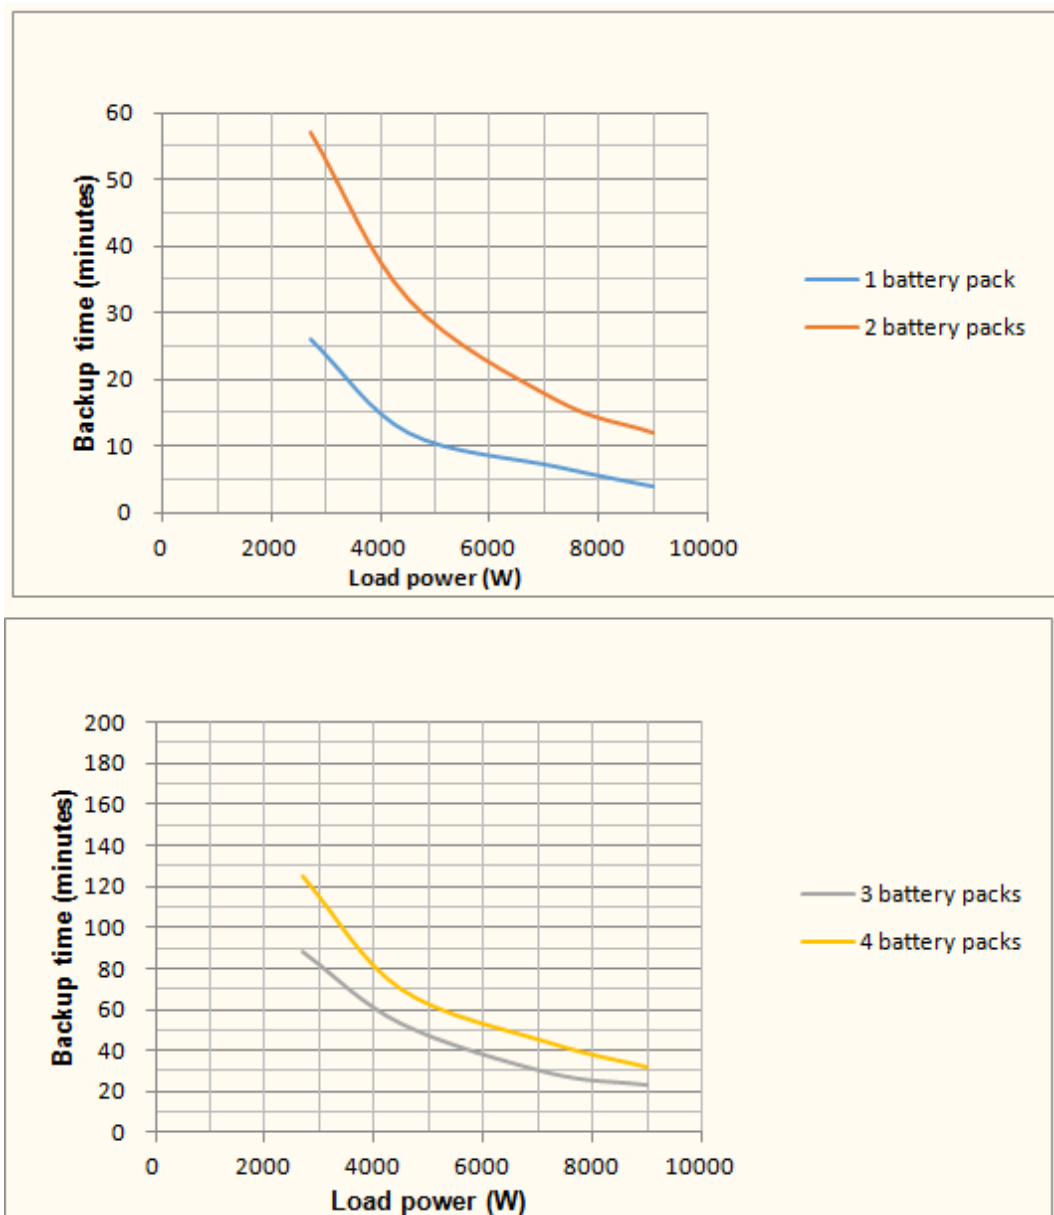 60
50
40
30
20
10
0
Backup time (minutes)
0 2000 4000 6000 8000 10000
Load power (W)
1 battery pack
2 battery packs
200
180
160
140
120
100
80
60
40
20
0
Backup time (minutes)
0 2000 4000 6000 8000 10000
Load power (W)
3 battery packs
4 battery packs